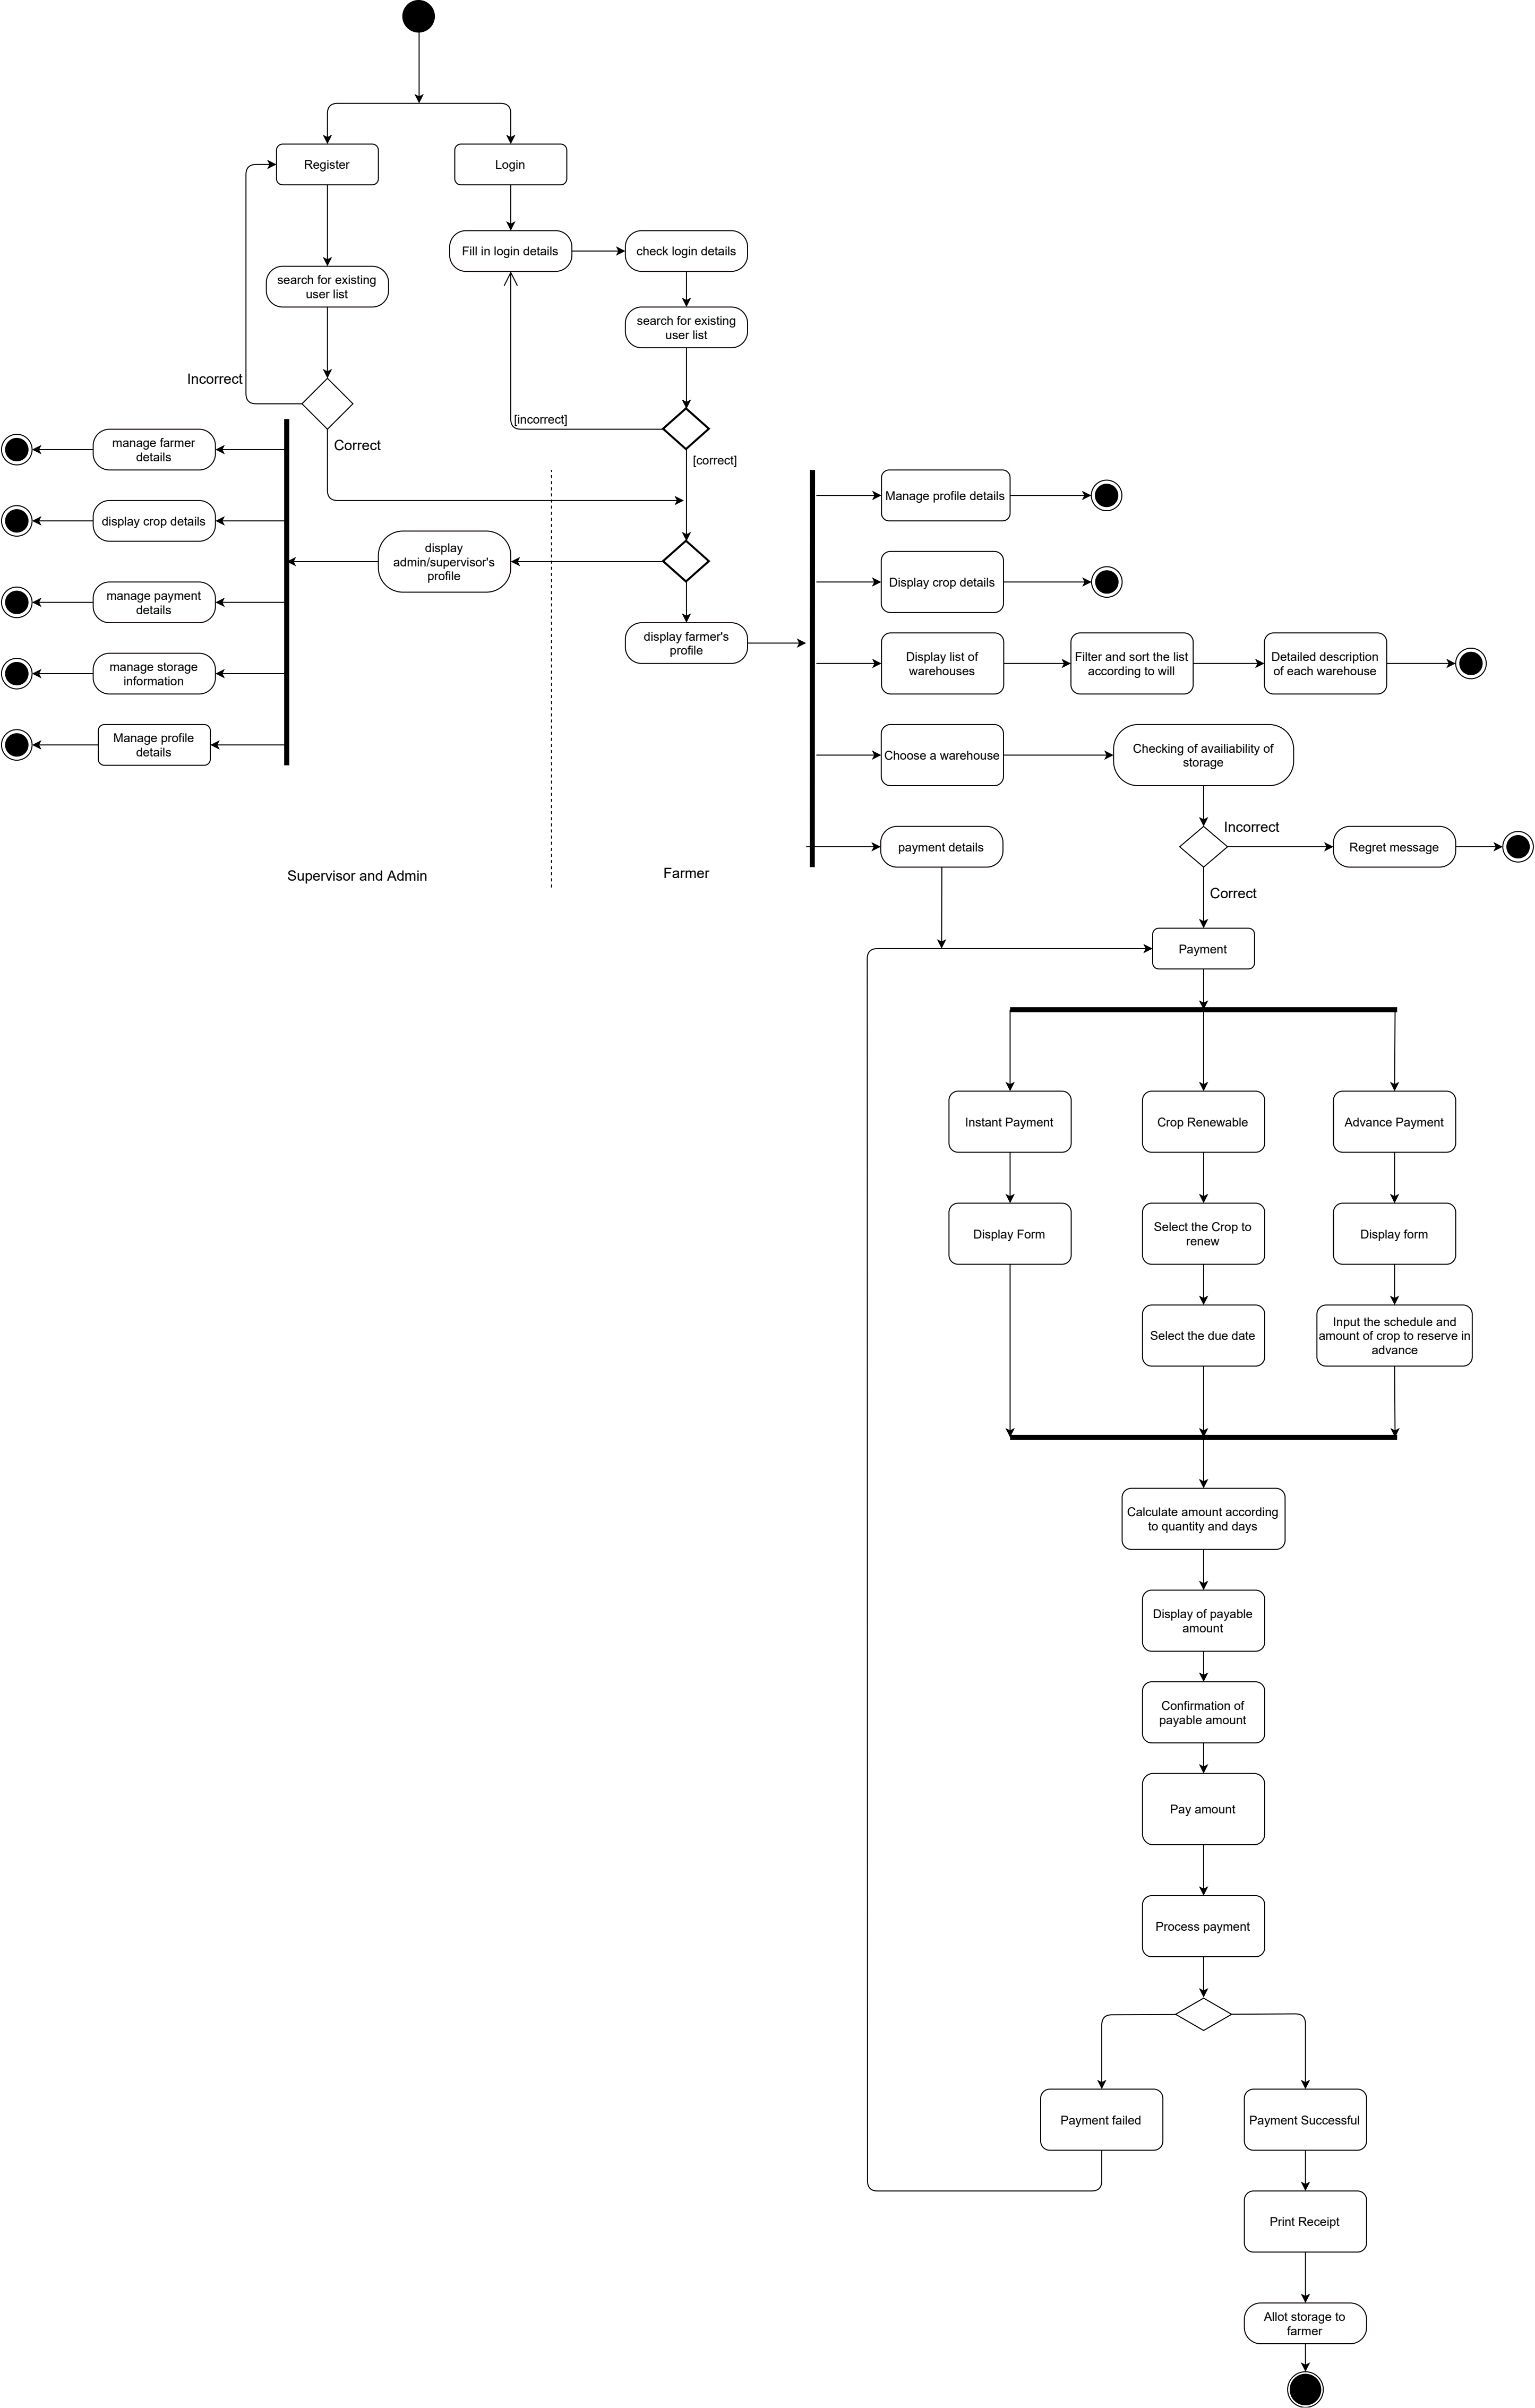 Register
Login
Fill in login details
check login details
search for existing
user list
search for existing
user list
Incorrect
[incorrect]
Correct
[correct]
manage farmer
details
display crop details
manage payment
details
manage storage
information
Manage profile
details
display
admin/supervisor's
profile
display farmer's
profile
Supervisor and Admin
Farmer
Manage profile details
Display crop details
Display list of
warehouses
Filter and sort the list
according to will
Detailed description
of each warehouse
Choose a warehouse
Checking of availiability of
storage
payment details
Incorrect
Regret message
Correct
Payment
Instant Payment
Crop Renewable
Advance Payment
Display Form
Select the Crop to
renew
Display form
Select the due date
Input the schedule and
amount of crop to reserve in
advance
Calculate amount according
to quantity and days
Display of payable
amount
Confirmation of
payable amount
Pay amount
Process payment
Payment failed
Payment Successful
Print Receipt
Allot storage to
farmer